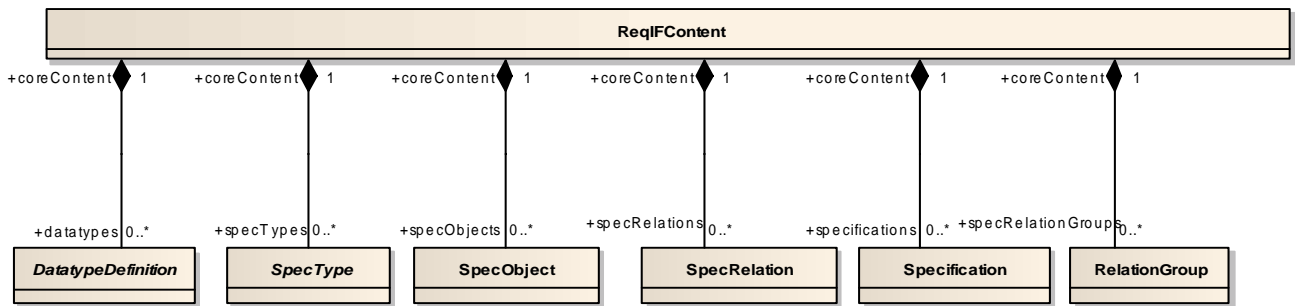 ReqIFContent
+coreContent 1 +coreContent 1 +coreContent 1 +coreContent 1 +coreContent 1 +coreContent 1
+datatypes 0..* +specTypes 0..* +specObjects 0..* +specRelations 0..* +specifications 0..* +specRelationGroups 0..*
DatatypeDefinition SpecType SpecObject SpecRelation Specification RelationGroup